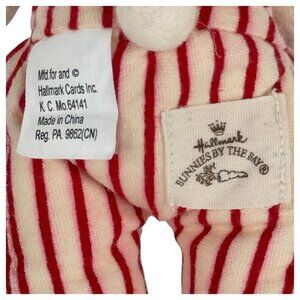 Mfd. for and ©
Hallmark Cards Inc.
K. C. Mo. 64141
Made in China
Reg. PA. 9862(CN)
Hallmark
BUNNIES BY THE BAY®